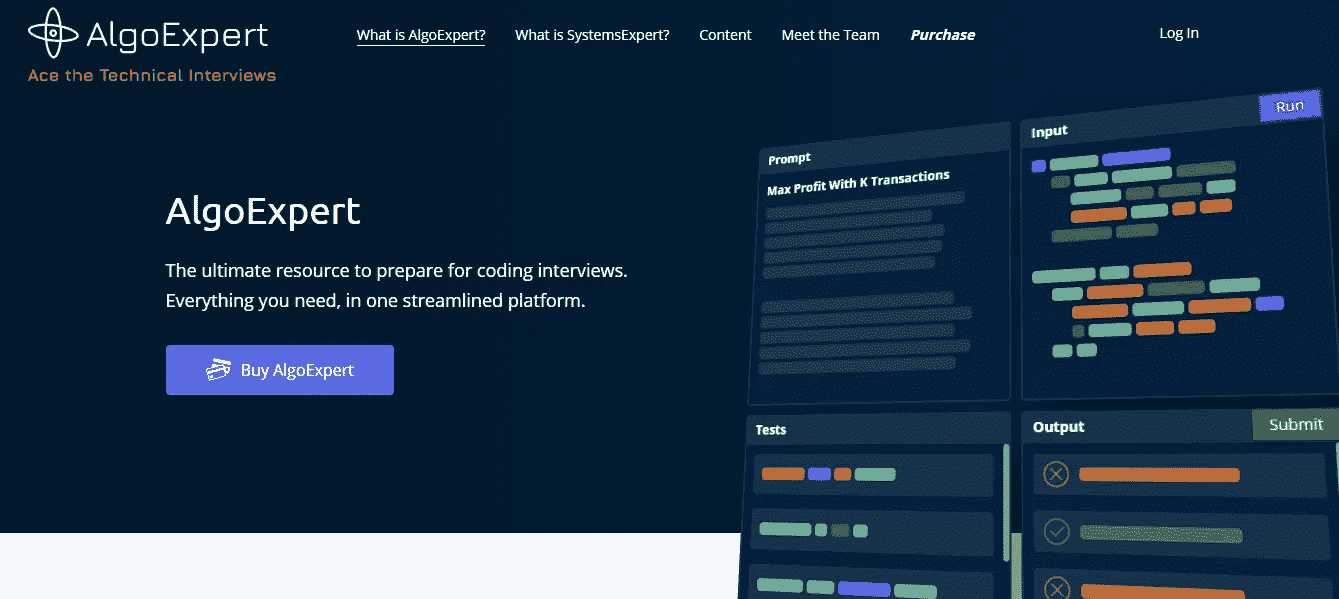 AlgoExpert
Ace the Technical Interviews
What is AlgoExpert? What is SystemsExpert? Content Meet the Team Purchase Log In
AlgoExpert
The ultimate resource to prepare for coding interviews.
Everything you need, in one streamlined platform.
Buy AlgoExpert
Prompt
Max Profit With K Transactions
Input
Run
Tests
Output
Submit